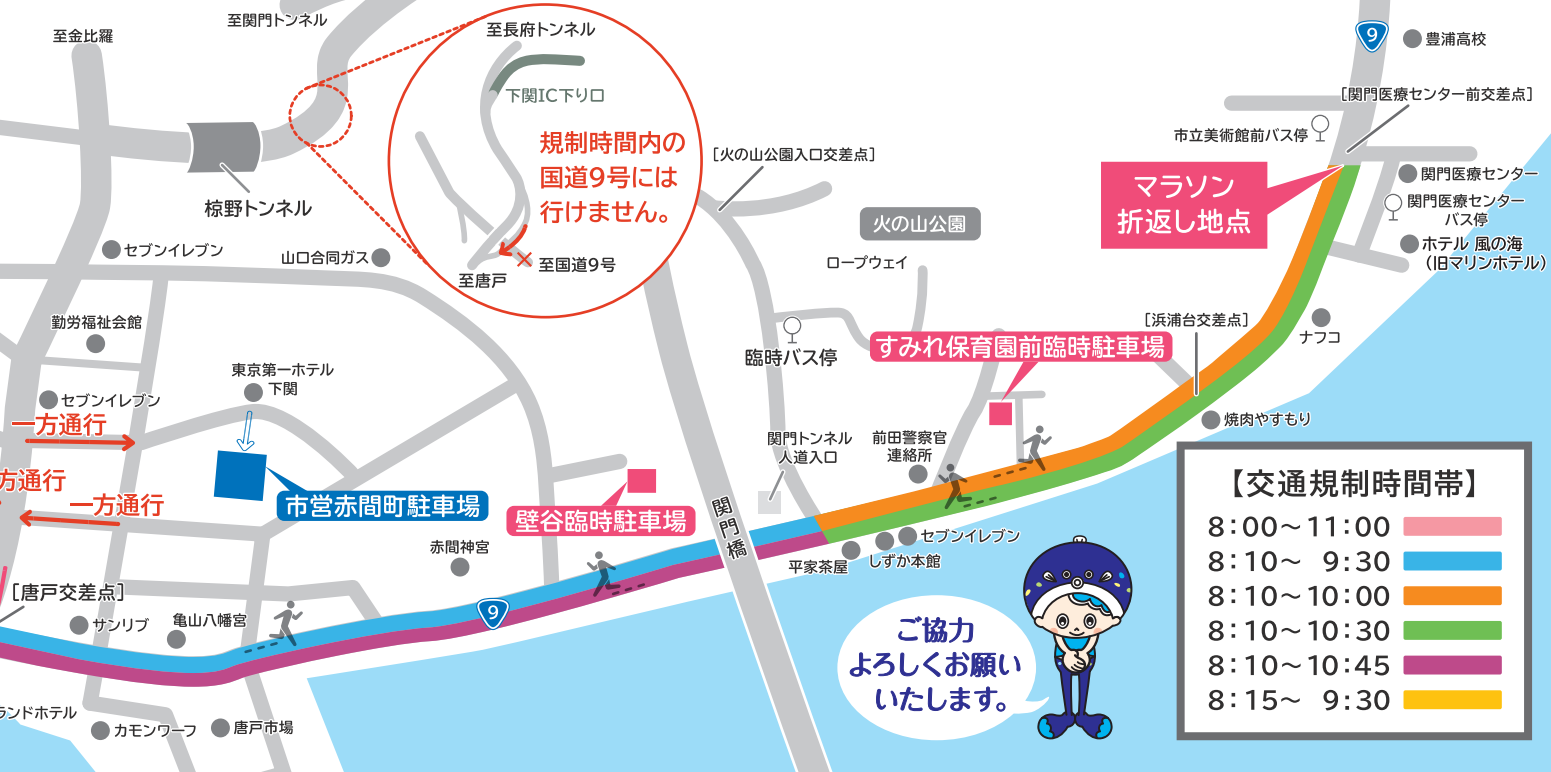 至金比羅
至関門トンネル
至長府トンネル
下関IC下り口
規制時間内の
国道9号には
行けません。
至国道9号
至唐戸
椋野トンネル
セブンイレブン
山口合同ガス
勤労福祉会館
東京第一ホテル
下関
セブンイレブン
一方通行
方通行
一方通行
市営赤間町駐車場
壁谷臨時駐車場
赤間神宮
[唐戸交差点]
サンリブ
亀山八幡宮
ランドホテル
カモンワーフ
唐戸市場
9
関門橋
[火の山公園入口交差点]
火の山公園
ロープウェイ
臨時バス停
すみれ保育園前臨時駐車場
関門トンネル
人道入口
前田警察官
連絡所
平家茶屋
しずか本館
セブンイレブン
9
豊浦高校
[関門医療センター前交差点]
市立美術館前バス停
マラソン
折返し地点
関門医療センター
関門医療センター
バス停
ホテル 風の海
(旧マリンホテル)
[浜浦台交差点]
ナフコ
焼肉やすもり
ご協力
よろしくお願い
いたします。
【交通規制時間帯】
8:00～11:00
8:10～ 9:30
8:10～10:00
8:10～10:30
8:10～10:45
8:15～ 9:30